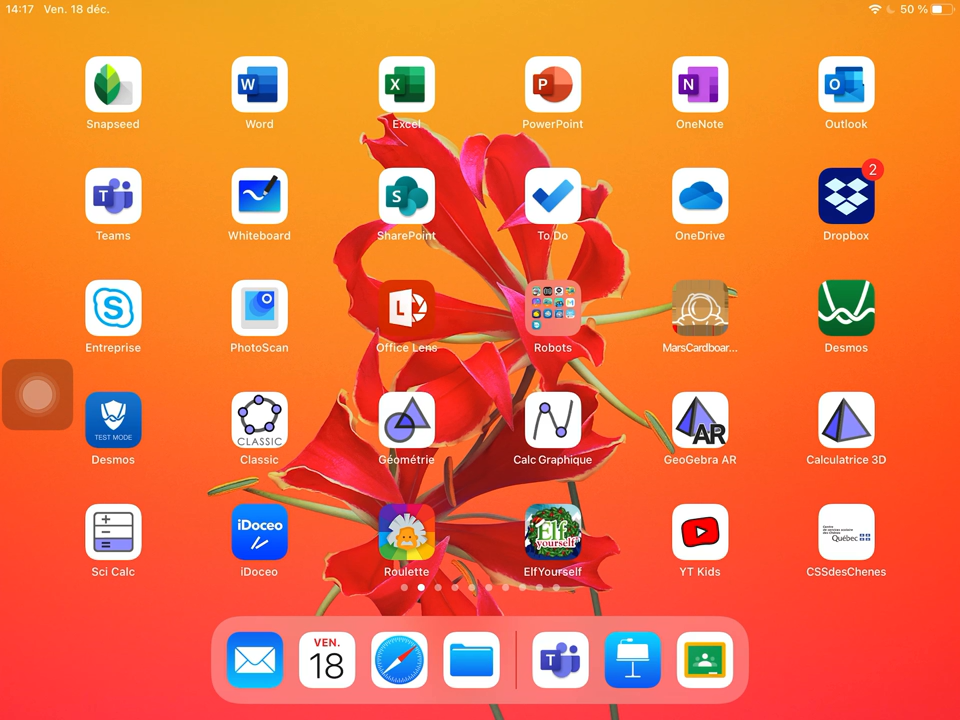 14:17 Ven. 18 déc.
50 %
Snapseed
Word
Excel
PowerPoint
OneNote
Outlook
W
X
P
N
O
2
Teams
Whiteboard
SharePoint
To Do
OneDrive
Dropbox
T
S
Entreprise
PhotoScan
Office Lens
Robots
MarsCardboar...
Desmos
S
L
TEST MODE
CLASSIC
AR
Desmos
Classic
Géométrie
Calc Graphique
GeoGebra AR
Calculatrice 3D
iDoceo
Elf
yourself
Québec
Sci Calc
iDoceo
Roulette
ElfYourself
YT Kids
CSSdesChenes
VEN.
18
T